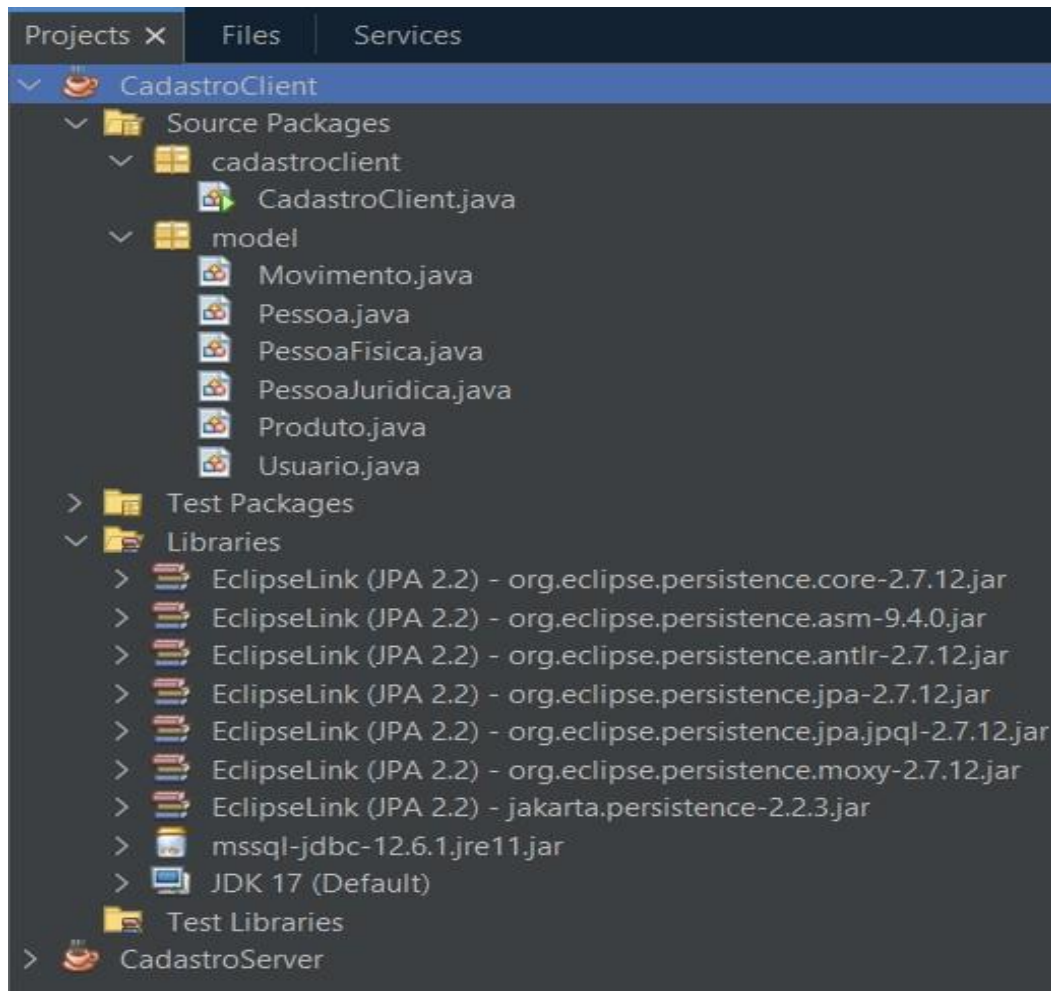 Projects Files Services
CadastroClient
Source Packages
cadastroclient
CadastroClient.java
model
Movimento.java
Pessoa.java
PessoaFisica.java
PessoaJuridica.java
Produto.java
Usuario.java
Test Packages
Libraries
EclipseLink (JPA 2.2) - org.eclipse.persistence.core-2.7.12.jar
EclipseLink (JPA 2.2) - org.eclipse.persistence.asm-9.4.0.jar
EclipseLink (JPA 2.2) - org.eclipse.persistence.antlr-2.7.12.jar
EclipseLink (JPA 2.2) - org.eclipse.persistence.jpa-2.7.12.jar
EclipseLink (JPA 2.2) - org.eclipse.persistence.jpa.jpql-2.7.12.jar
EclipseLink (JPA 2.2) - org.eclipse.persistence.moxy-2.7.12.jar
EclipseLink (JPA 2.2) - jakarta.persistence-2.2.3.jar
mssql-jdbc-12.6.1.jre11.jar
JDK 17 (Default)
Test Libraries
CadastroServer